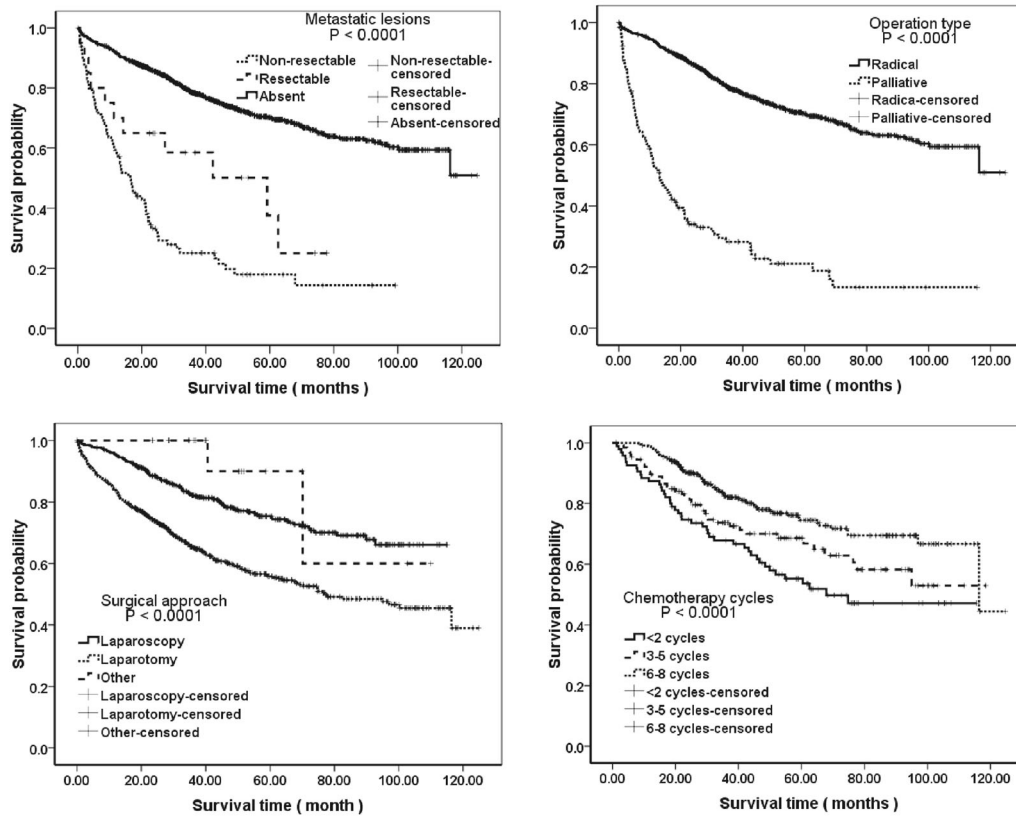 Metastatic lesions
P < 0.0001
Non-resectable
Resectable
Absent
Non-resectable-
censored
Resectable-
censored
Absent-censored
Survival probability
1.0
0.8
0.6
0.4
0.2
0.0
0.00 20.00 40.00 60.00 80.00 100.00 120.00
Survival time ( months )
Operation type
P < 0.0001
Radical
Palliative
Radica-censored
Palliative-censored
Survival probability
1.0
0.8
0.6
0.4
0.2
0.0
0.00 20.00 40.00 60.00 80.00 100.00 120.00
Survival time ( months )
Surgical approach
P < 0.0001
Laparoscopy
Laparotomy
Other
Laparoscopy-censored
Laparotomy-censored
Other-censored
Survival probability
1.0
0.8
0.6
0.4
0.2
0.0
0.00 20.00 40.00 60.00 80.00 100.00 120.00
Survival time ( month )
Chemotherapy cycles
P < 0.0001
<2 cycles
3-5 cycles
6-8 cycles
<2 cycles-censored
3-5 cycles-censored
6-8 cycles-censored
Survival probability
1.0
0.8
0.6
0.4
0.2
0.0
0.00 20.00 40.00 60.00 80.00 100.00 120.00
Survival time ( month )